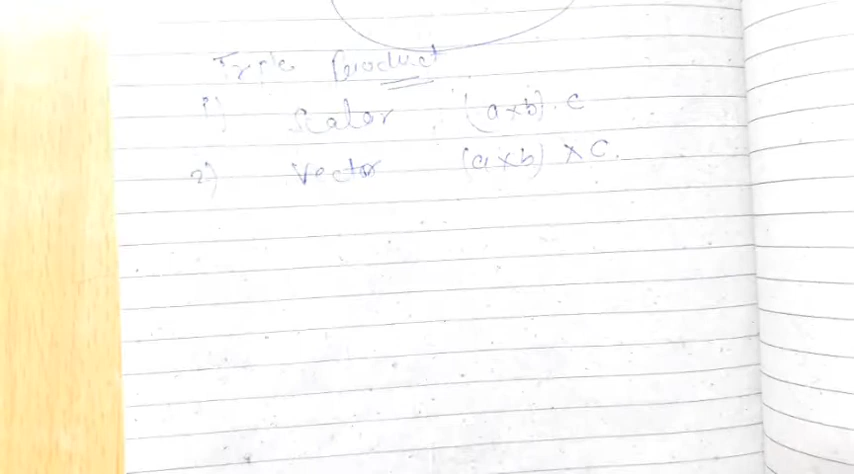 Triple Product
1) Scalar (a×b).c
2) Vector (a×b) × C.